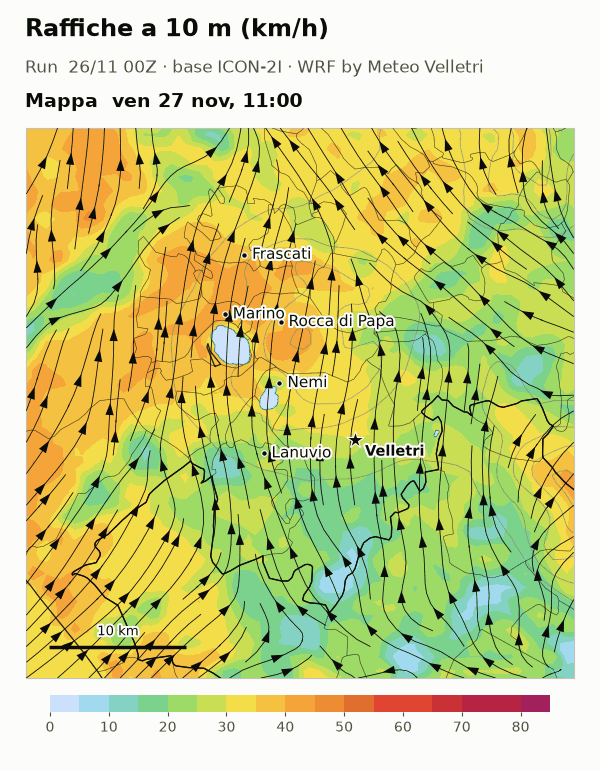 Raffiche a 10 m (km/h)
Run  26/11 00Z · base ICON-2I · WRF by Meteo Velletri
Mappa  ven 27 nov, 11:00
Frascati
Marino
Rocca di Papa
Nemi
Velletri
Lanuvio
10 km
0 10 20 30 40 50 60 70 80